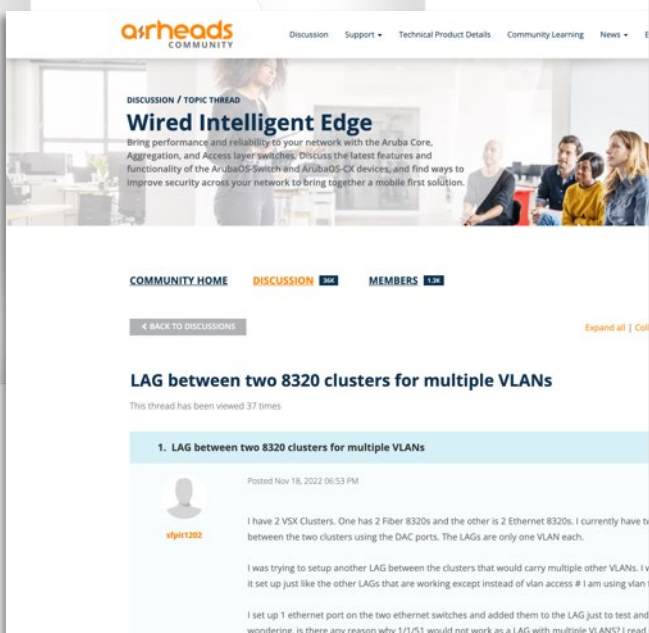 airheads
COMMUNITY
Discussion Support Technical Product Details Community Learning News
DISCUSSION / TOPIC THREAD
Wired Intelligent Edge
Bring performance and reliability to your network with the Aruba Core,
Aggregation, and Access layer switches. Discuss the latest features and
functionality of the ArubaOS-Switch and ArubaOS-CX devices, and find ways to
improve security across your network to bring together a mobile first solution.
COMMUNITY HOME DISCUSSION 36K MEMBERS 1.3K
< BACK TO DISCUSSIONS
Expand all | Coll
LAG between two 8320 clusters for multiple VLANs
This thread has been viewed 37 times
1. LAG between two 8320 clusters for multiple VLANs
Posted Nov 18, 2022 06:53 PM
sfpit1202
I have 2 VSX Clusters. One has 2 Fiber 8320s and the other is 2 Ethernet 8320s. I currently have tw
between the two clusters using the DAC ports. The LAGs are only one VLAN each.
I was trying to setup another LAG between the clusters that would carry multiple other VLANs. I
it set up just like the other LAGs that are working except instead of vlan access # I am using vlan
I set up 1 ethernet port on the two ethernet switches and added them to the LAG just to test and
wondering, is there any reason why 1/1/51 would not work as a LAG with multiple VLANS? I read